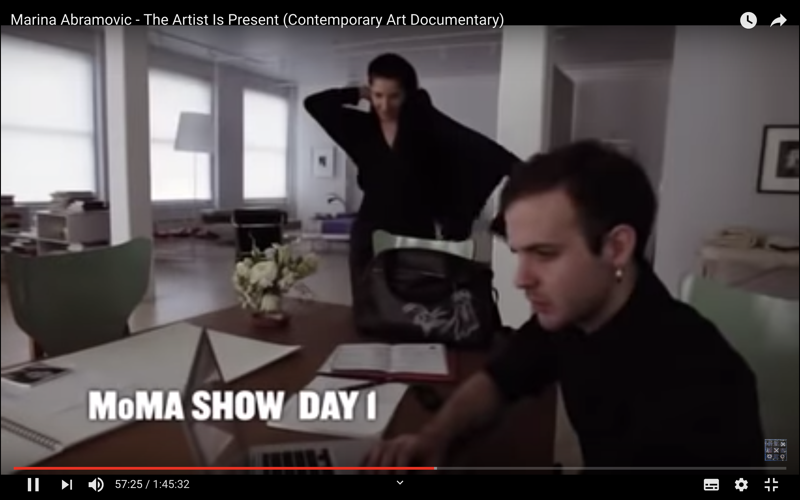 Marina Abramovic - The Artist Is Present (Contemporary Art Documentary)
MoMA SHOW DAY 1
57:25 / 1:45:32